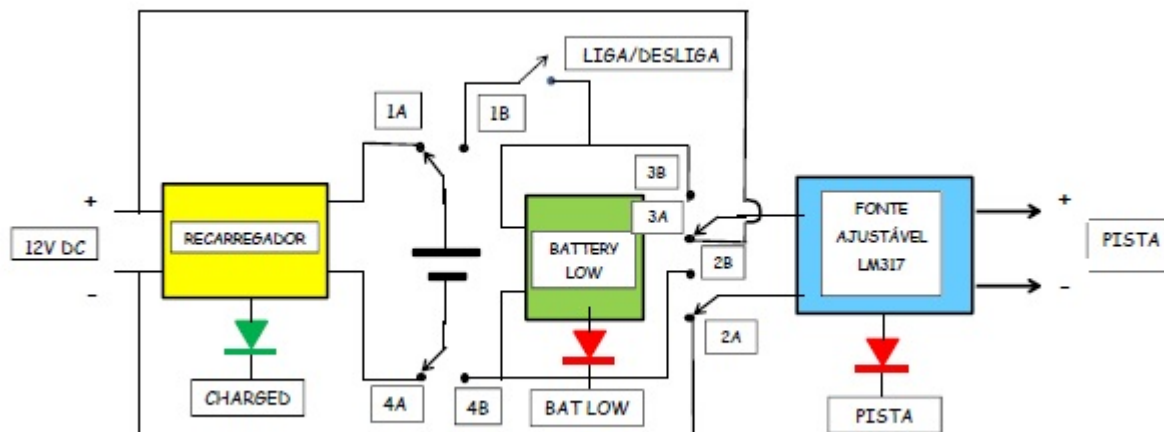 LIGA/DESLIGA
1A
1B
3B
3A
2B
2A
+
12V DC
−
RECARREGADOR
BATTERY
LOW
FONTE
AJUSTÁVEL
LM317
+
PISTA
−
CHARGED
4A
4B
BAT LOW
PISTA